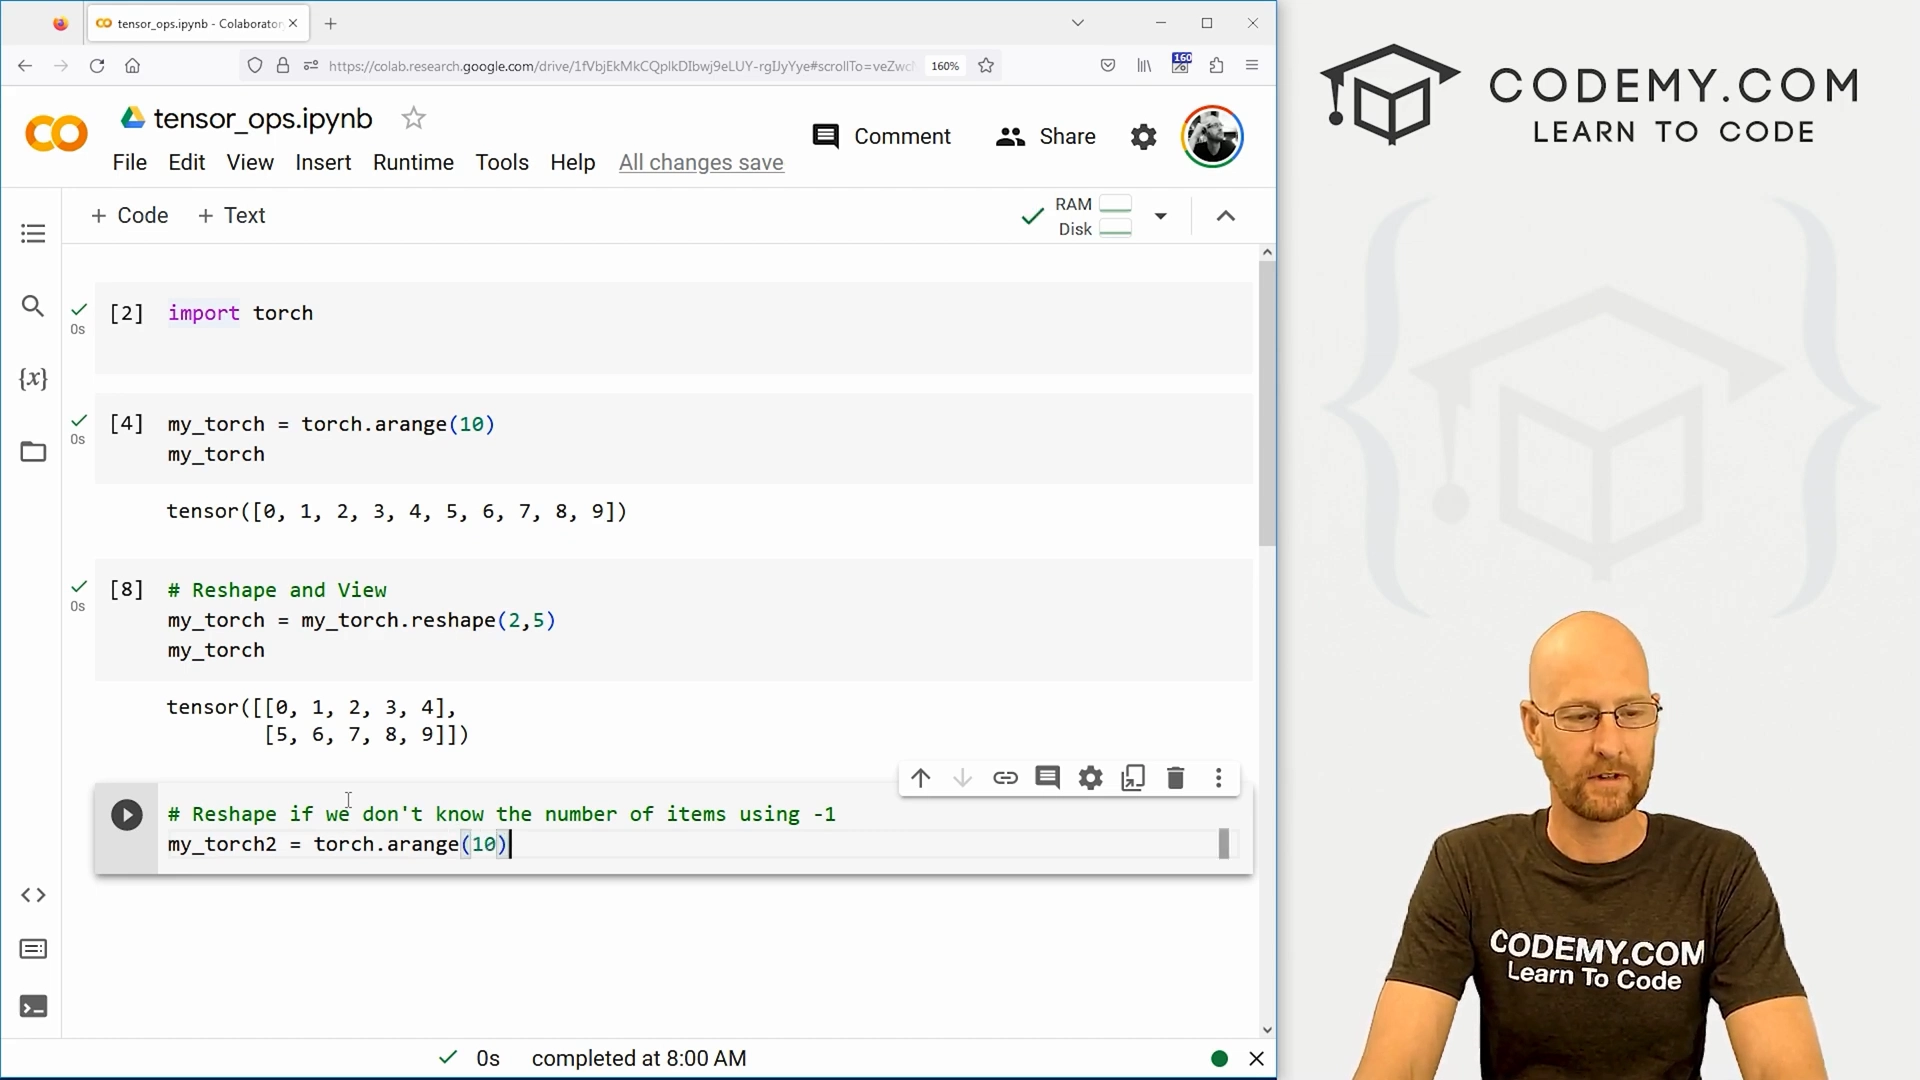 tensor_ops.ipynb - Colaborator
https://colab.research.google.com/drive/1fVbjEkMkCQplkDIbwj9eLUY-rgIJyYye#scrollTo=veZwcl
160%
160
tensor_ops.ipynb
File Edit View Insert Runtime Tools Help All changes save
Comment Share
+ Code + Text
RAM
Disk
[2] import torch
0s
[4] my_torch = torch.arange(10)
0s
my_torch
tensor([0, 1, 2, 3, 4, 5, 6, 7, 8, 9])
[8] # Reshape and View
0s
my_torch = my_torch.reshape(2,5)
my_torch
tensor([[0, 1, 2, 3, 4],
[5, 6, 7, 8, 9]])
# Reshape if we don't know the number of items using -1
my_torch2 = torch.arange(10)
0s completed at 8:00 AM
CODEMY.COM
LEARN TO CODE
CODEMY.COM
Learn To Code